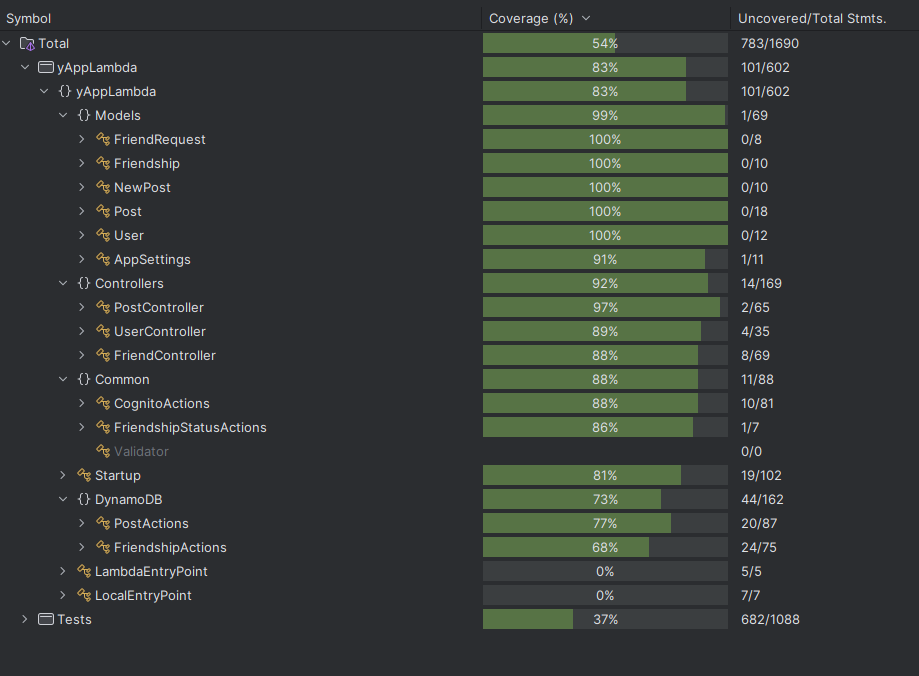 Symbol Coverage (%) Uncovered/Total Stmts.
Total 54% 783/1690
yAppLambda 83% 101/602
{} yAppLambda 83% 101/602
{} Models 99% 1/69
FriendRequest 100% 0/8
Friendship 100% 0/10
NewPost 100% 0/10
Post 100% 0/18
User 100% 0/12
AppSettings 91% 1/11
{} Controllers 92% 14/169
PostController 97% 2/65
UserController 89% 4/35
FriendController 88% 8/69
{} Common 88% 11/88
CognitoActions 88% 10/81
FriendshipStatusActions 86% 1/7
Validator 0/0
Startup 81% 19/102
{} DynamoDB 73% 44/162
PostActions 77% 20/87
FriendshipActions 68% 24/75
LambdaEntryPoint 0% 5/5
LocalEntryPoint 0% 7/7
Tests 37% 682/1088